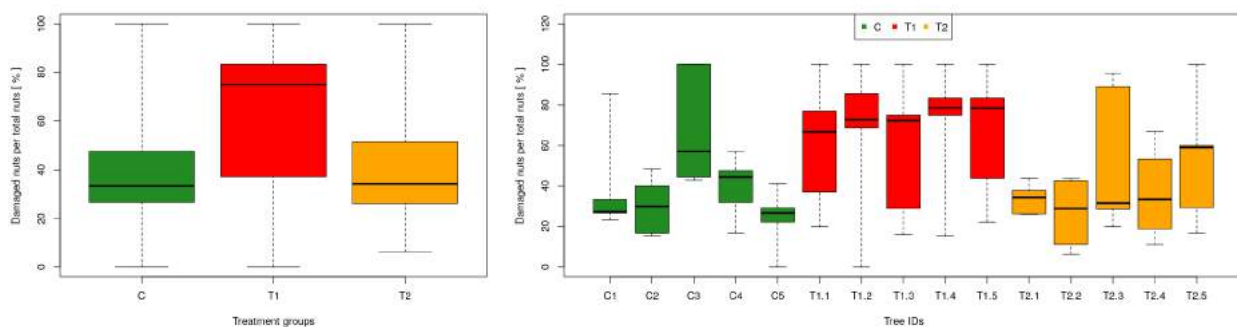 Damaged nuts per total nuts [ % ]
100
80
60
40
20
0
C T1 T2
Treatment groups
Damaged nuts per total nuts [ % ]
120
100
80
60
40
20
0
C T1 T2
C1 C2 C3 C4 C5 T1.1 T1.2 T1.3 T1.4 T1.5 T2.1 T2.2 T2.3 T2.4 T2.5
Tree IDs